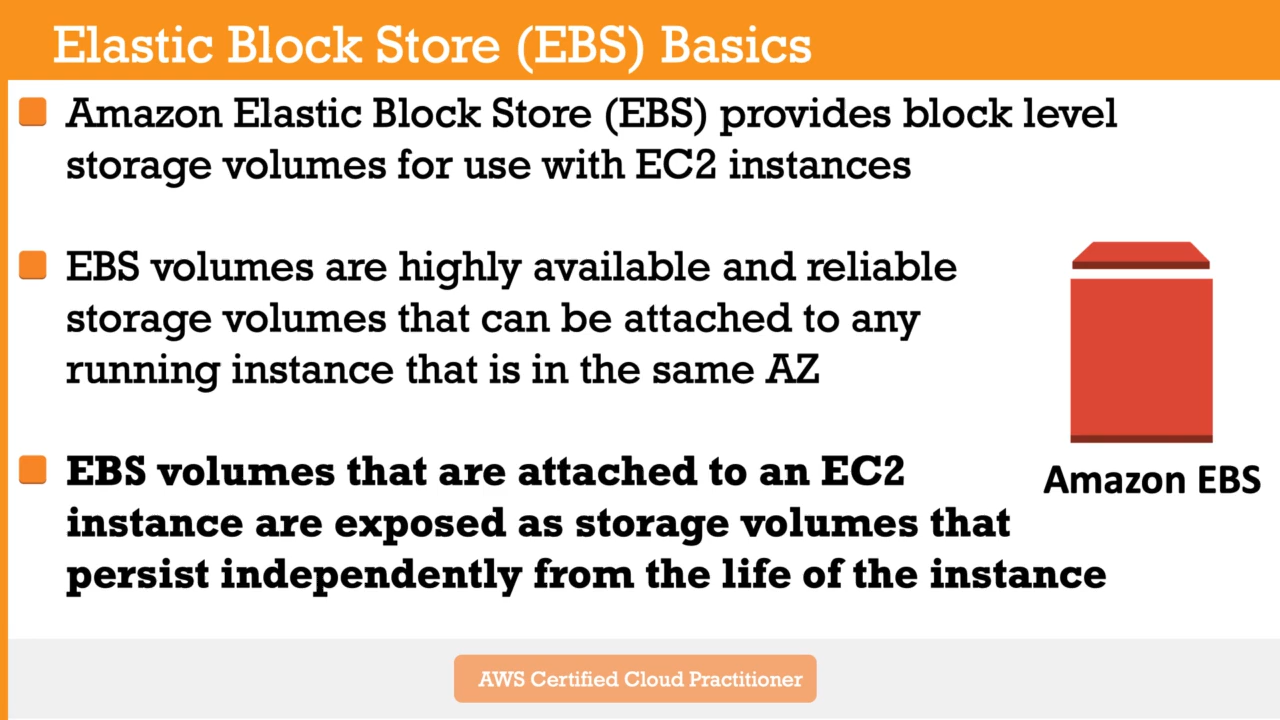 Elastic Block Store (EBS) Basics
Amazon Elastic Block Store (EBS) provides block level
storage volumes for use with EC2 instances
EBS volumes are highly available and reliable
storage volumes that can be attached to any
running instance that is in the same AZ
EBS volumes that are attached to an EC2
instance are exposed as storage volumes that
persist independently from the life of the instance
Amazon EBS
AWS Certified Cloud Practitioner